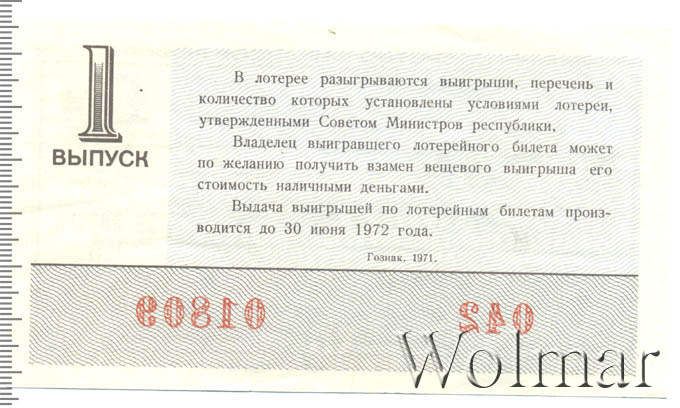 1
ВЫПУСК
В лотерее разыгрываются выигрыши, перечень и
количество которых установлены условиями лотереи,
утвержденными Советом Министров республики.
Владелец выигравшего лотерейного билета может
по желанию получить взамен вещевого выигрыша его
стоимость наличными деньгами.
Выдача выигрышей по лотерейным билетам произ-
водится до 30 июня 1972 года.
Гознак. 1971.
01809 042
Wolmar